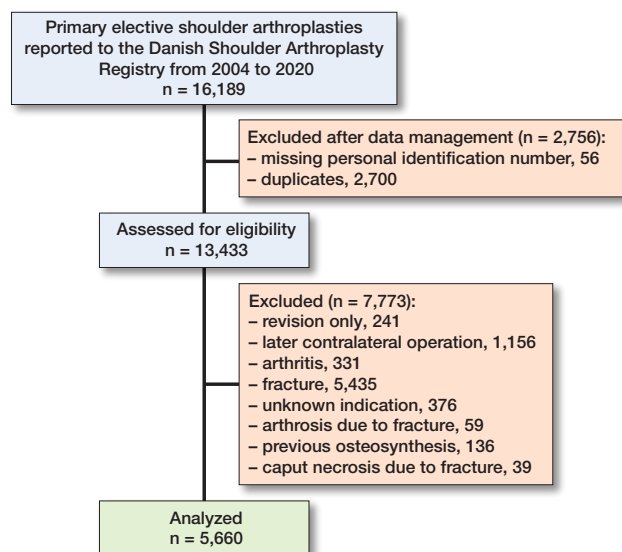 Primary elective shoulder arthroplasties
reported to the Danish Shoulder Arthroplasty
Registry from 2004 to 2020
n = 16,189
Excluded after data management (n = 2,756):
– missing personal identification number, 56
– duplicates, 2,700
Assessed for eligibility
n = 13,433
Excluded (n = 7,773):
– revision only, 241
– later contralateral operation, 1,156
– arthritis, 331
– fracture, 5,435
– unknown indication, 376
– arthrosis due to fracture, 59
– previous osteosynthesis, 136
– caput necrosis due to fracture, 39
Analyzed
n = 5,660